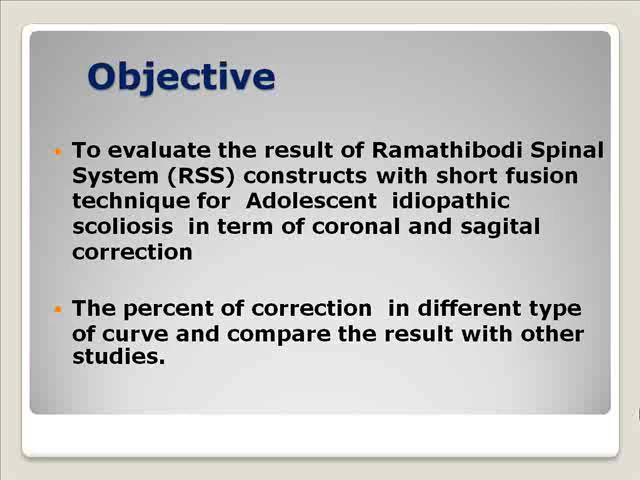 Objective
• To evaluate the result of Ramathibodi Spinal
System (RSS) constructs with short fusion
technique for Adolescent idiopathic
scoliosis in term of coronal and sagital
correction
• The percent of correction in different type
of curve and compare the result with other
studies.